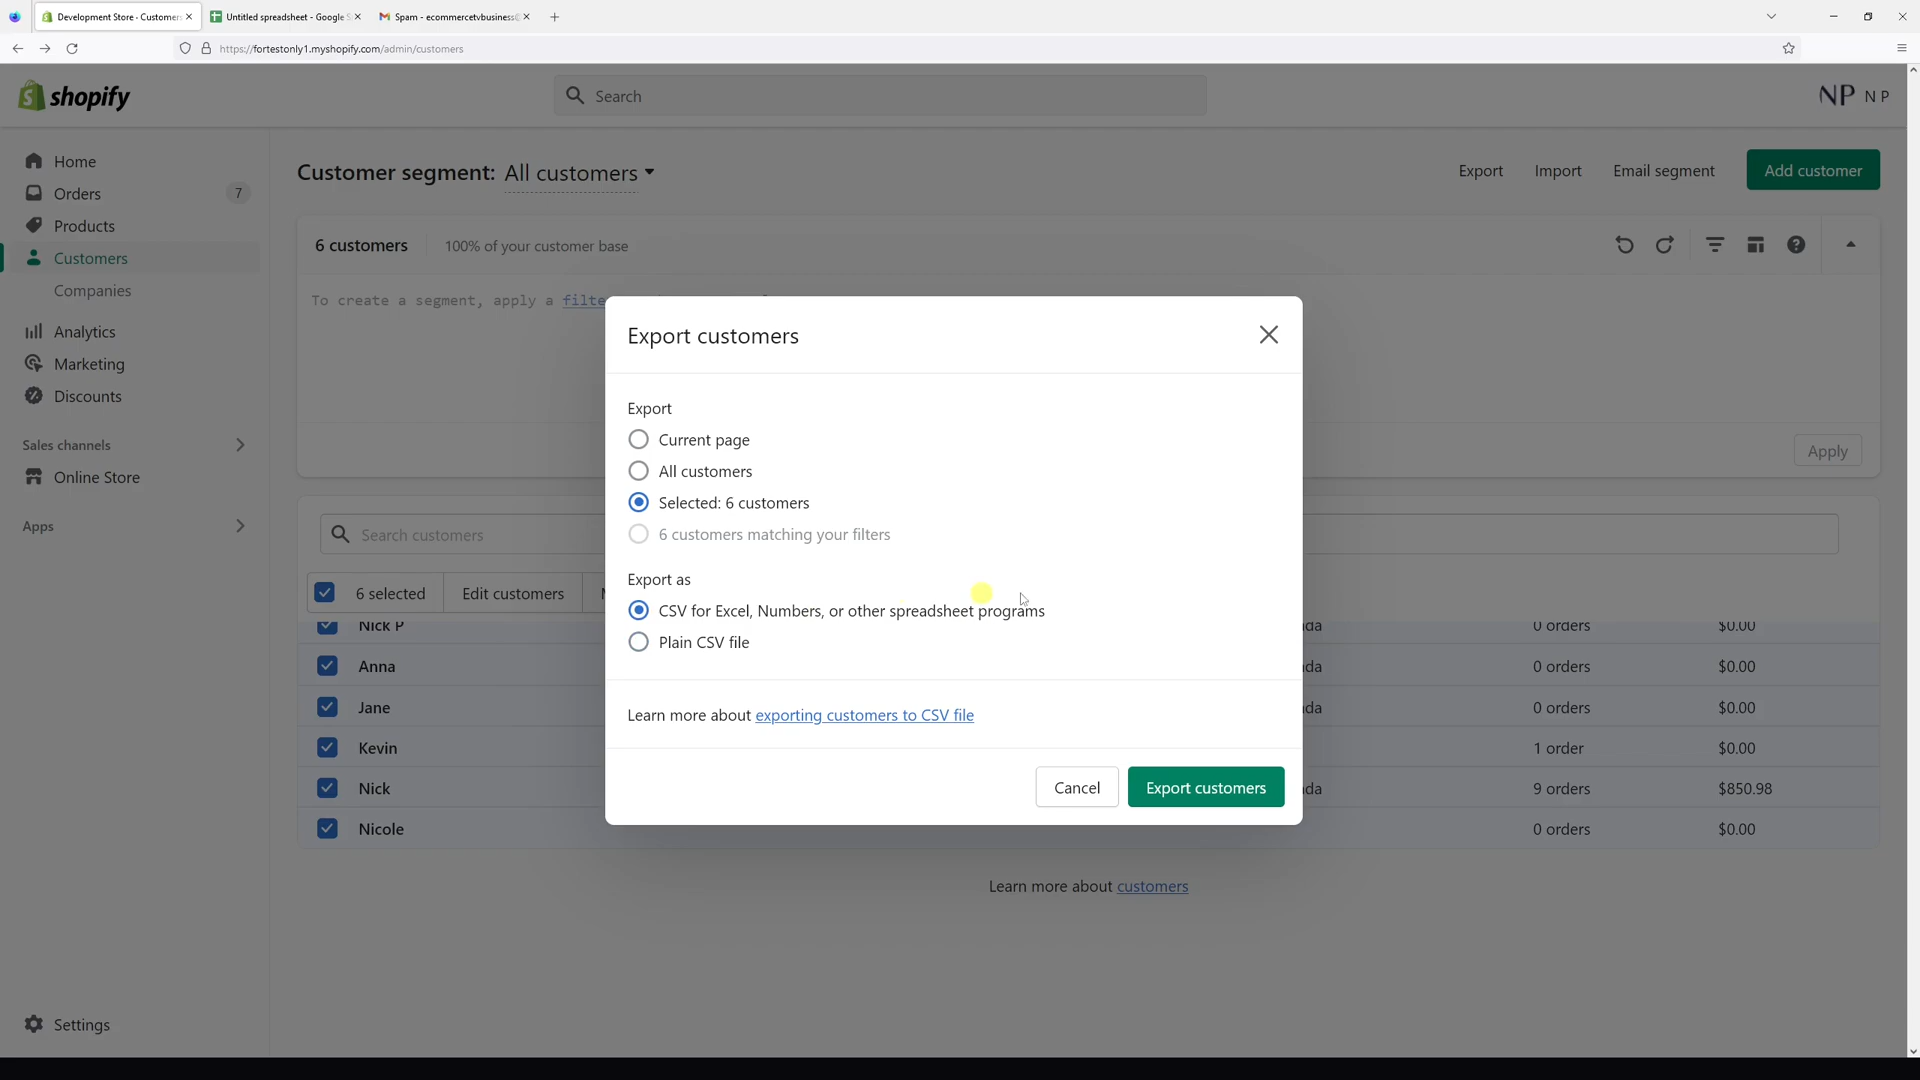 Development Store · Customers
Untitled spreadsheet - Google S
Spam - ecommercetvbusiness@
https://fortestonly1.myshopify.com/admin/customers
shopify
Search
NP N P
Home
Orders 7
Products
Customers
Companies
Analytics
Marketing
Discounts
Sales channels
Online Store
Apps
Settings
Customer segment: All customers
Export Import Email segment Add customer
6 customers 100% of your customer base
To create a segment, apply a filte
Apply
Search customers
6 selected Edit customers
Nick P 0 orders $0.00
Anna da 0 orders $0.00
Jane da 0 orders $0.00
Kevin 1 order $0.00
Nick da 9 orders $850.98
Nicole 0 orders $0.00
Learn more about customers
Export customers
Export
Current page
All customers
Selected: 6 customers
6 customers matching your filters
Export as
CSV for Excel, Numbers, or other spreadsheet programs
Plain CSV file
Learn more about exporting customers to CSV file
Cancel Export customers